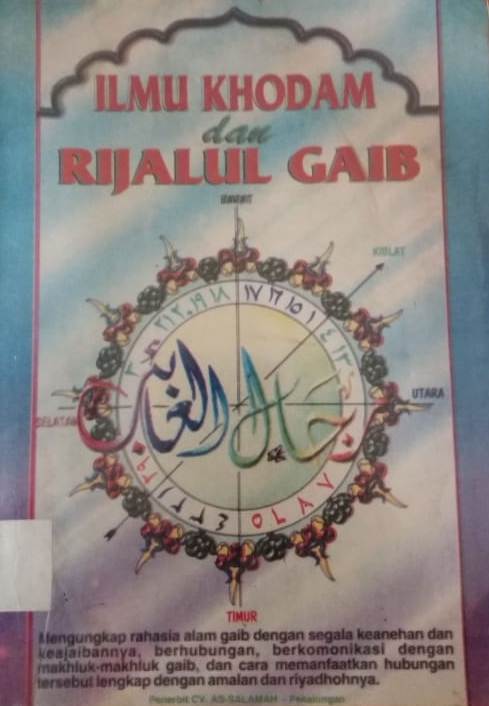 ILMU KHODAM
dan
RIJALUL GAIB
BARAT
KIBLAT
رجال الغائب
UTARA
SELATAN
TIMUR
Mengungkap rahasia alam gaib dengan segala keanehan dan
keajaibannya, berhubungan, berkomonikasi dengan
makhluk-makhluk gaib, dan cara memanfaatkan hubungan
tersebut lengkap dengan amalan dan riyadhohnya.
Penerbit CV. AS-SALAMAH - Pekalongan